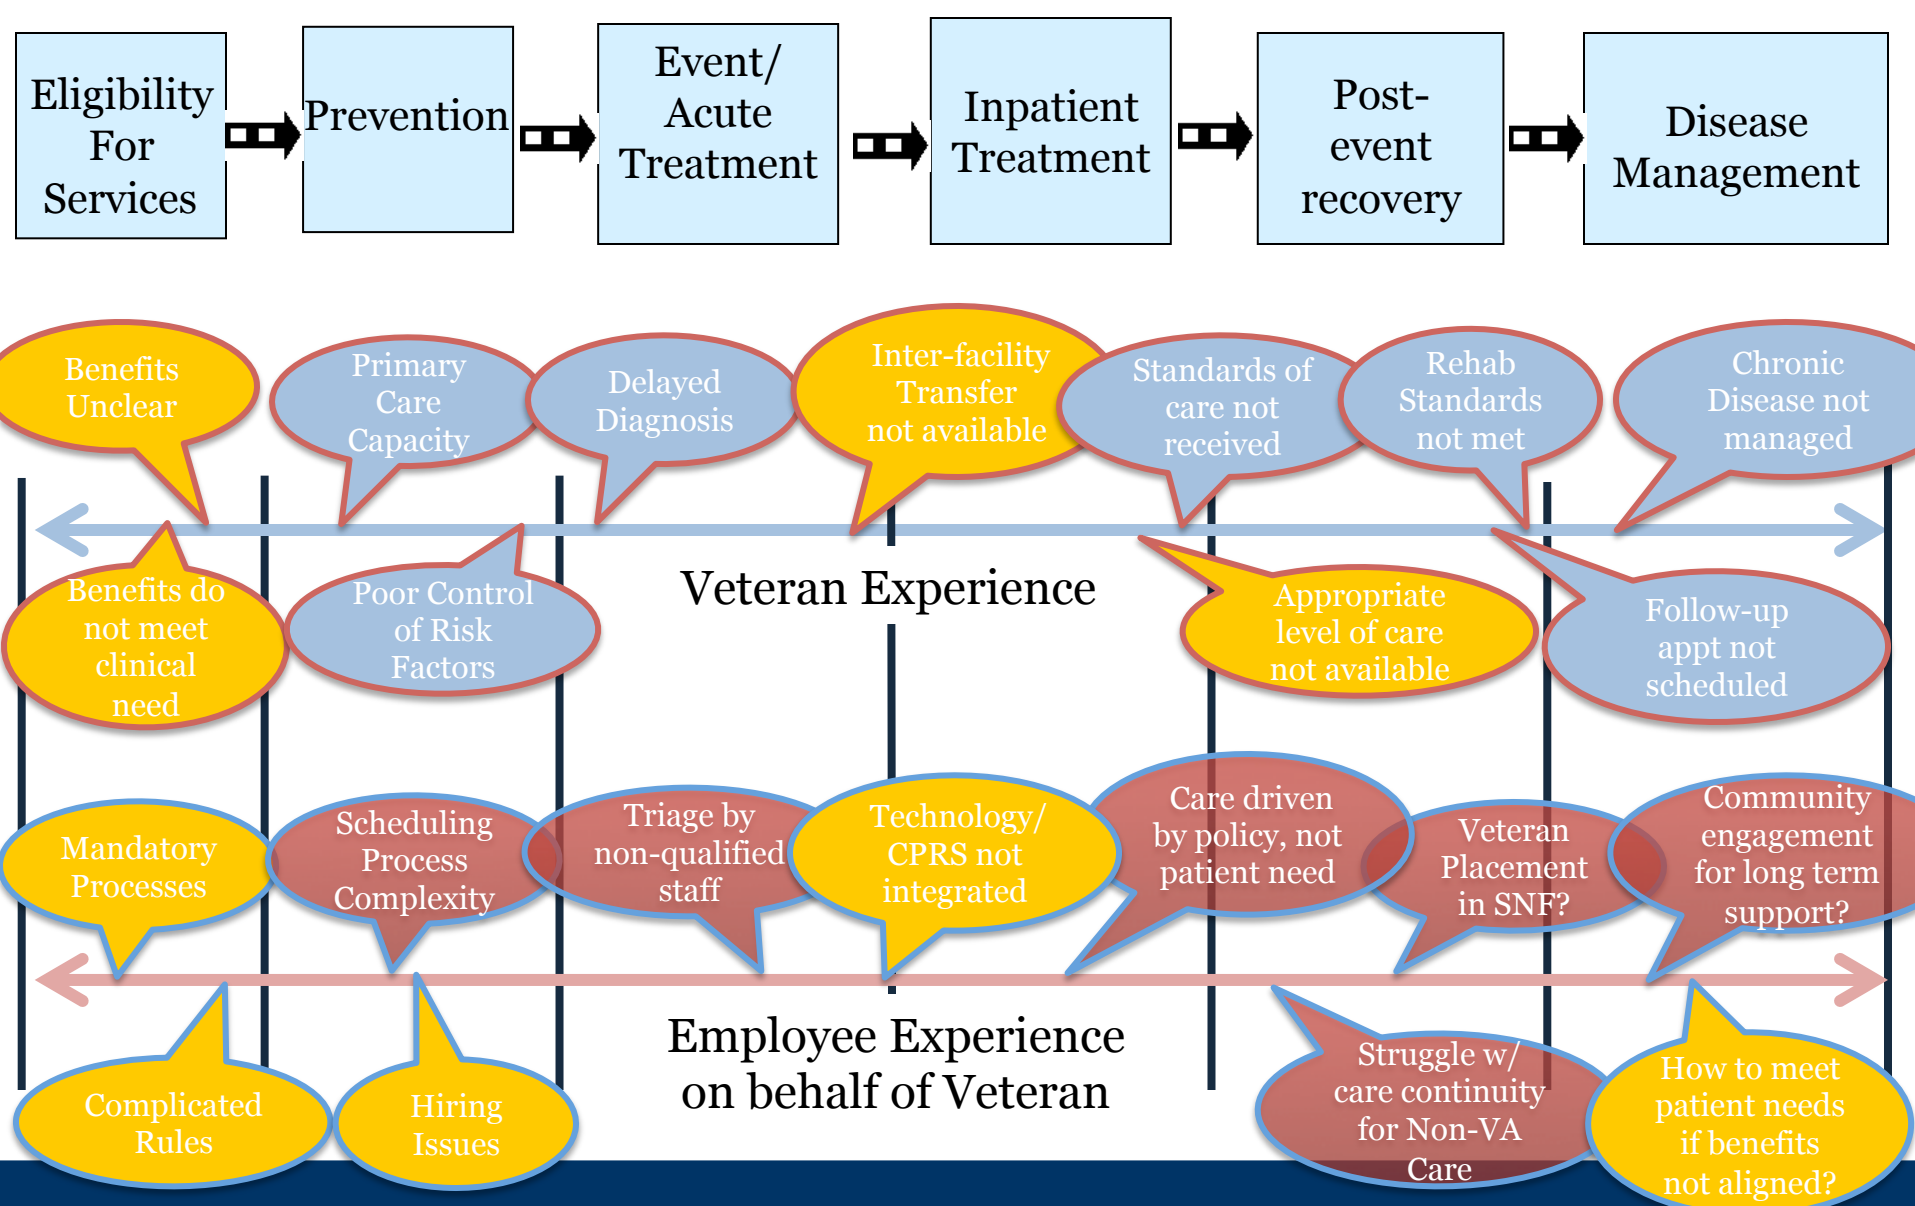 Eligibility
For
Services
Prevention
Event/
Acute
Treatment
Inpatient
Treatment
Post-
event
recovery
Disease
Management
Benefits
Unclear
Primary
Care
Capacity
Delayed
Diagnosis
Inter-facility
Transfer
not available
Standards of
care not
received
Rehab
Standards
not met
Chronic
Disease not
managed
Benefits do
not meet
clinical
need
Poor Control
of Risk
Factors
Veteran Experience
Appropriate
level of care
not available
Follow-up
appt not
scheduled
Mandatory
Processes
Scheduling
Process
Complexity
Triage by
non-qualified
staff
Technology/
CPRS not
integrated
Care driven
by policy, not
patient need
Veteran
Placement
in SNF?
Community
engagement
for long term
support?
Complicated
Rules
Hiring
Issues
Employee Experience
on behalf of Veteran
Struggle w/
care continuity
for Non-VA
Care
How to meet
patient needs
if benefits
not aligned?